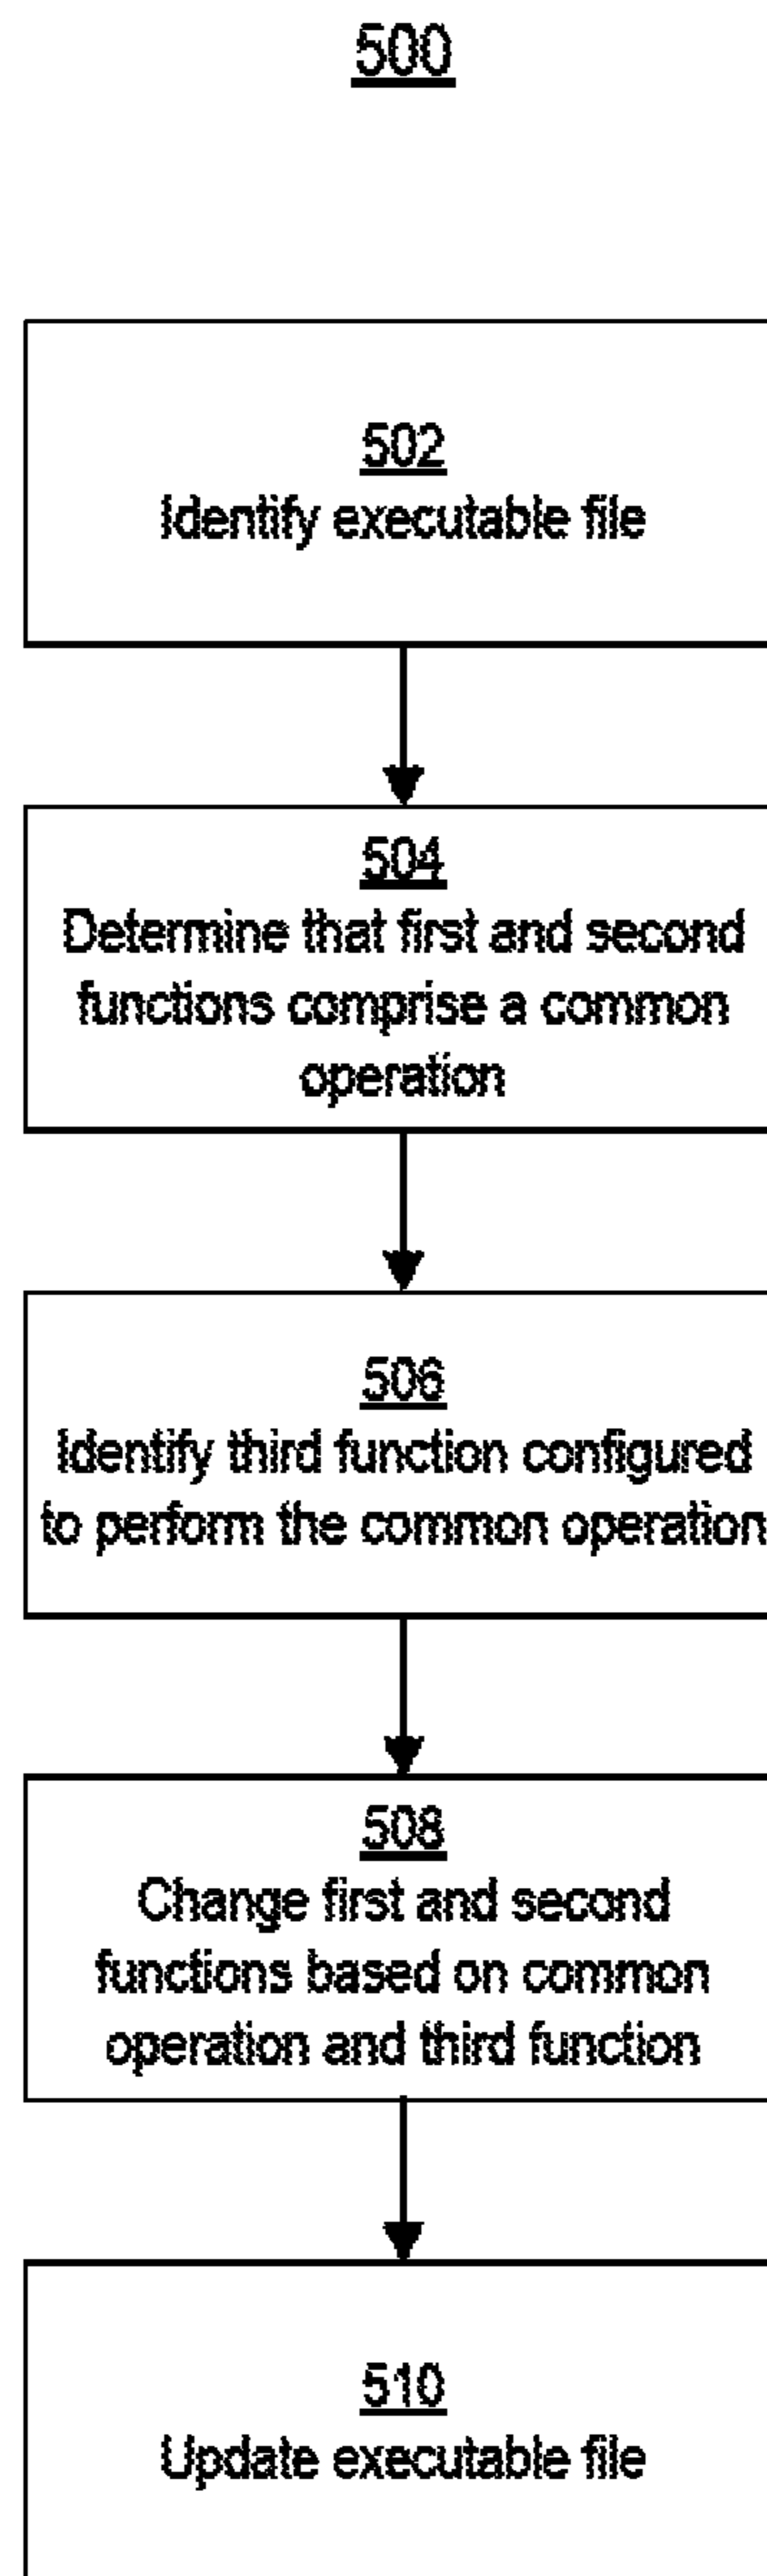 500
502
Identify executable file
504
Determine that first and second
functions comprise a common
operation
506
Identify third function configured
to perform the common operation
508
Change first and second
functions based on common
operation and third function
510
Update executable file